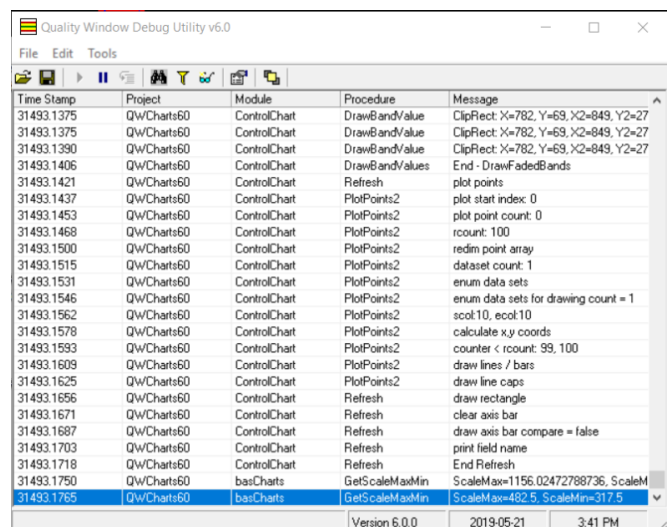 Quality Window Debug Utility v6.0
File Edit Tools
Time Stamp Project Module Procedure Message
31493.1375 QWCharts60 ControlChart DrawBandValue ClipRect: X=782, Y=69, X2=849, Y2=27
31493.1375 QWCharts60 ControlChart DrawBandValue ClipRect: X=782, Y=69, X2=849, Y2=27
31493.1390 QWCharts60 ControlChart DrawBandValue ClipRect: X=782, Y=69, X2=849, Y2=27
31493.1406 QWCharts60 ControlChart DrawBandValues End - DrawFadedBands
31493.1421 QWCharts60 ControlChart Refresh plot points
31493.1437 QWCharts60 ControlChart PlotPoints2 plot start index: 0
31493.1453 QWCharts60 ControlChart PlotPoints2 plot point count: 0
31493.1468 QWCharts60 ControlChart PlotPoints2 rcount: 100
31493.1500 QWCharts60 ControlChart PlotPoints2 redim point array
31493.1515 QWCharts60 ControlChart PlotPoints2 dataset count: 1
31493.1531 QWCharts60 ControlChart PlotPoints2 enum data sets
31493.1546 QWCharts60 ControlChart PlotPoints2 enum data sets for drawing count = 1
31493.1562 QWCharts60 ControlChart PlotPoints2 scol:10, ecol:10
31493.1578 QWCharts60 ControlChart PlotPoints2 calculate x,y coords
31493.1593 QWCharts60 ControlChart PlotPoints2 counter < rcount: 99, 100
31493.1609 QWCharts60 ControlChart PlotPoints2 draw lines / bars
31493.1625 QWCharts60 ControlChart PlotPoints2 draw line caps
31493.1656 QWCharts60 ControlChart Refresh draw rectangle
31493.1671 QWCharts60 ControlChart Refresh clear axis bar
31493.1687 QWCharts60 ControlChart Refresh draw axis bar compare = false
31493.1703 QWCharts60 ControlChart Refresh print field name
31493.1718 QWCharts60 ControlChart Refresh End Refresh
31493.1750 QWCharts60 basCharts GetScaleMaxMin ScaleMax=1156.02472788736, ScaleM
31493.1765 QWCharts60 basCharts GetScaleMaxMin ScaleMax=482.5, ScaleMin=317.5
Version 6.0.0 2019-05-21 3:41 PM